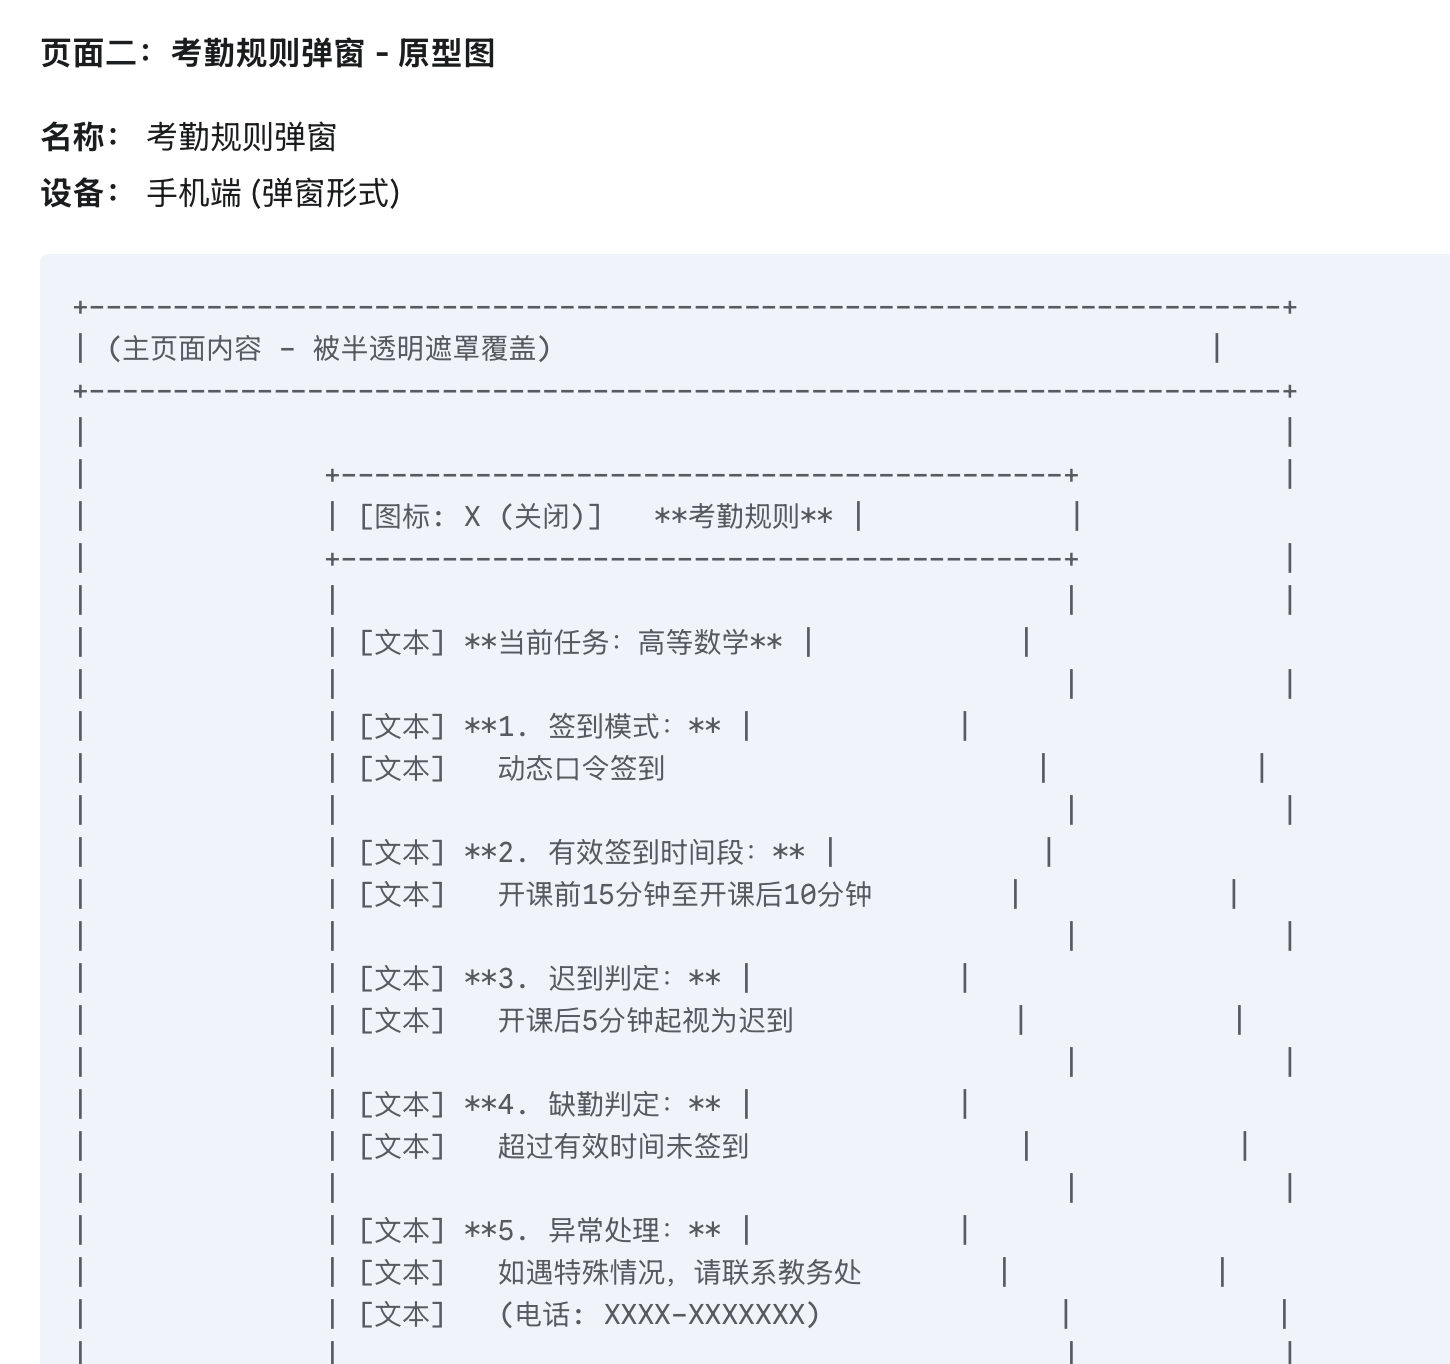 页面二：考勤规则弹窗 - 原型图
名称： 考勤规则弹窗
设备： 手机端 (弹窗形式)
+------------------------------------------------------------------------+
| (主页面内容 - 被半透明遮罩覆盖)                                       |
+------------------------------------------------------------------------+
|                                                                        |
|              +--------------------------------------------+            |
|              | [图标: X (关闭)]   **考勤规则** |            |
|              +--------------------------------------------+            |
|              |                                            |            |
|              | [文本] **当前任务：高等数学** |            |
|              |                                            |            |
|              | [文本] **1. 签到模式：** |            |
|              | [文本]   动态口令签到                      |            |
|              |                                            |            |
|              | [文本] **2. 有效签到时间段：** |            |
|              | [文本]   开课前15分钟至开课后10分钟        |            |
|              |                                            |            |
|              | [文本] **3. 迟到判定：** |            |
|              | [文本]   开课后5分钟起视为迟到             |            |
|              |                                            |            |
|              | [文本] **4. 缺勤判定：** |            |
|              | [文本]   超过有效时间未签到                |            |
|              |                                            |            |
|              | [文本] **5. 异常处理：** |            |
|              | [文本]   如遇特殊情况，请联系教务处        |            |
|              | [文本]   (电话: XXXX-XXXXXXX)              |            |
|              |                                            |            |